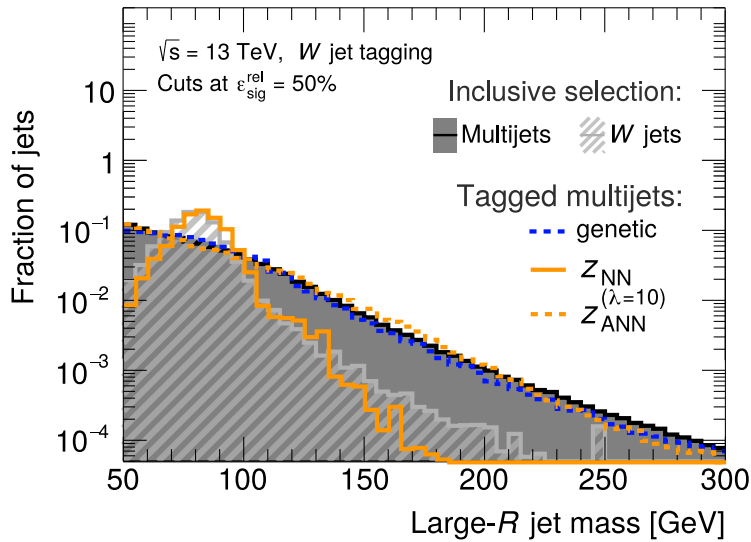 √s = 13 TeV, W jet tagging
Cuts at ε^rel_sig = 50%
Inclusive selection:
Multijets W jets
Tagged multijets:
genetic
z_NN
z_ANN^(λ=10)
Fraction of jets
10
1
10⁻¹
10⁻²
10⁻³
10⁻⁴
50 100 150 200 250 300
Large-R jet mass [GeV]